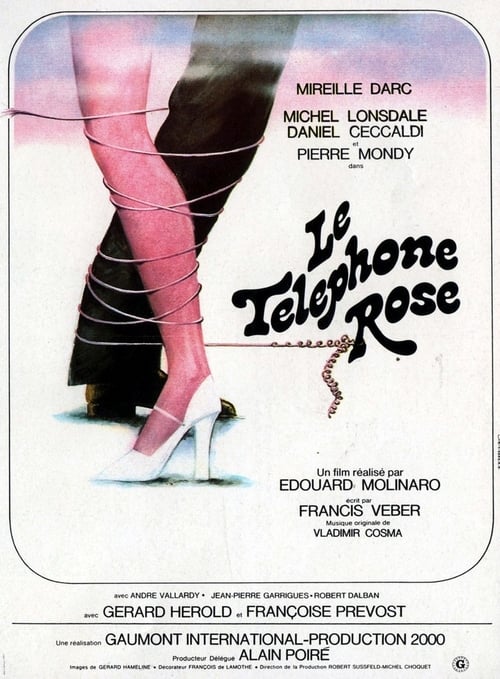 MIREILLE DARC
MICHEL LONSDALE
DANIEL CECCALDI
et
PIERRE MONDY
dans
Le
Telephone
Rose
Un film réalisé par
EDOUARD MOLINARO
écrit par
FRANCIS VEBER
Musique originale de
VLADIMIR COSMA
avec ANDRE VALLARDY • JEAN-PIERRE GARRIGUES • ROBERT DALBAN
avec GERARD HEROLD et FRANÇOISE PREVOST
Une réalisation GAUMONT INTERNATIONAL-PRODUCTION 2000
Producteur Délégué ALAIN POIRÉ
Images de GERARD HAMELINE • Décorateur FRANÇOIS de LAMOTHE • Direction de la Production ROBERT SUSSFELD-MICHEL CHOQUET
G